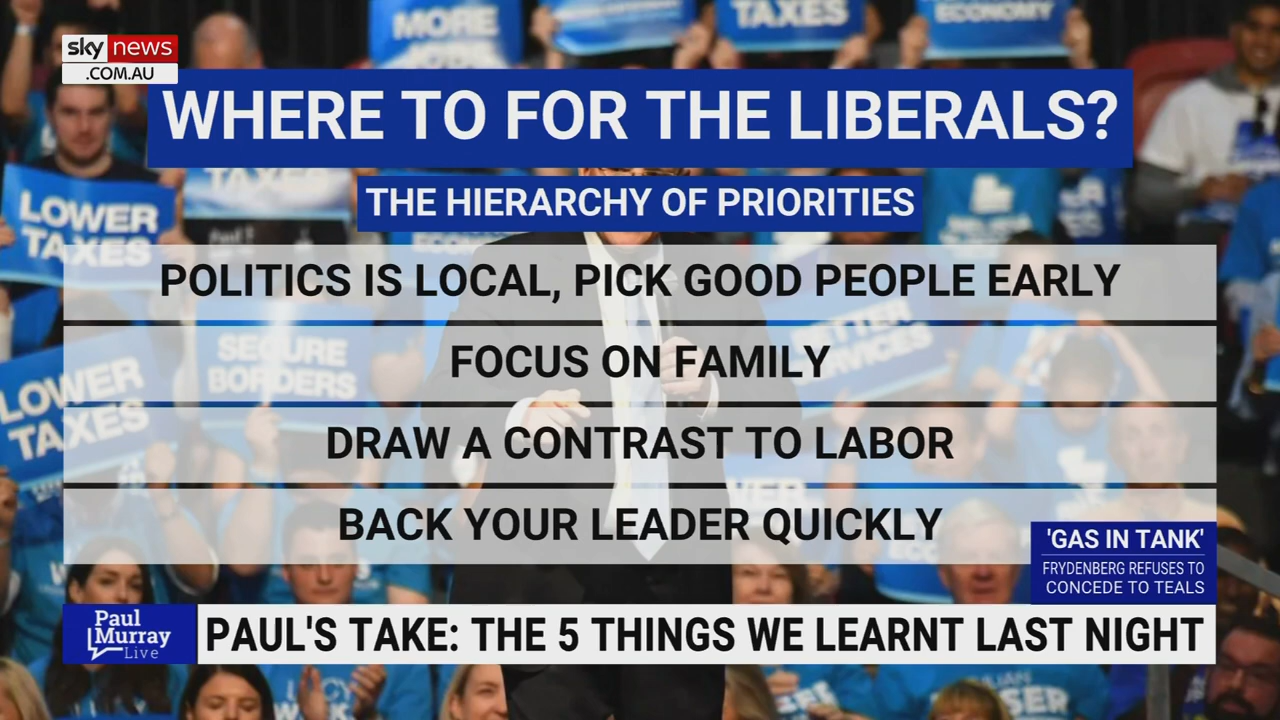 MORE
TAXES
ECONOMY
sky news
.COM.AU
WHERE TO FOR THE LIBERALS?
THE HIERARCHY OF PRIORITIES
LOWER
TAXES
TAXES
POLITICS IS LOCAL, PICK GOOD PEOPLE EARLY
FOCUS ON FAMILY
SECURE
BORDERS
BETTER
SERVICES
LOWER
TAXES
DRAW A CONTRAST TO LABOR
BACK YOUR LEADER QUICKLY
'GAS IN TANK'
FRYDENBERG REFUSES TO
CONCEDE TO TEALS
Paul
Murray
Live
PAUL'S TAKE: THE 5 THINGS WE LEARNT LAST NIGHT